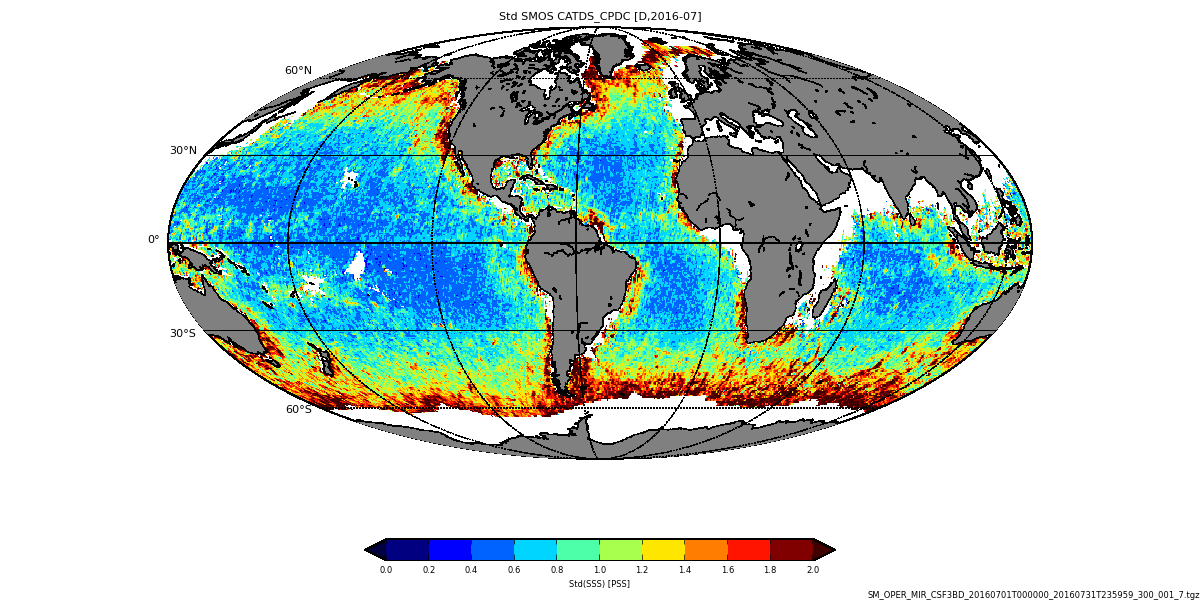 Std SMOS CATDS_CPDC [D,2016-07]
60°N
30°N
0°
30°S
60°S
0.0 0.2 0.4 0.6 0.8 1.0 1.2 1.4 1.6 1.8 2.0
Std(SSS) [PSS]
SM_OPER_MIR_CSF3BD_20160701T000000_20160731T235959_300_001_7.tgz